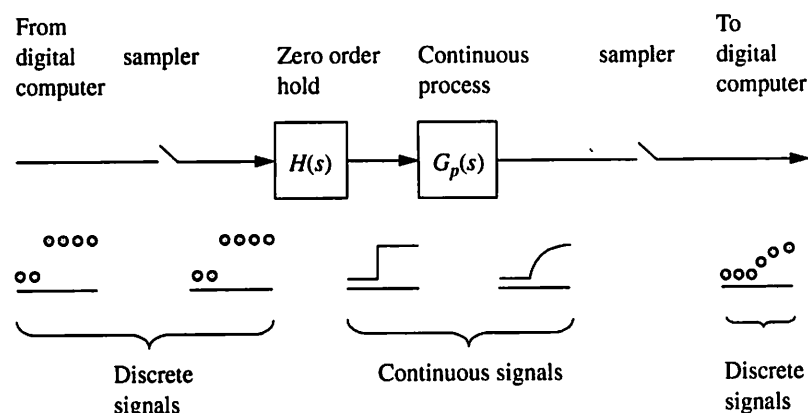 From
digital
computer
sampler
Zero order
hold
Continuous
process
sampler
To
digital
computer
H(s)
G_p(s)
Discrete
signals
Continuous signals
Discrete
signals